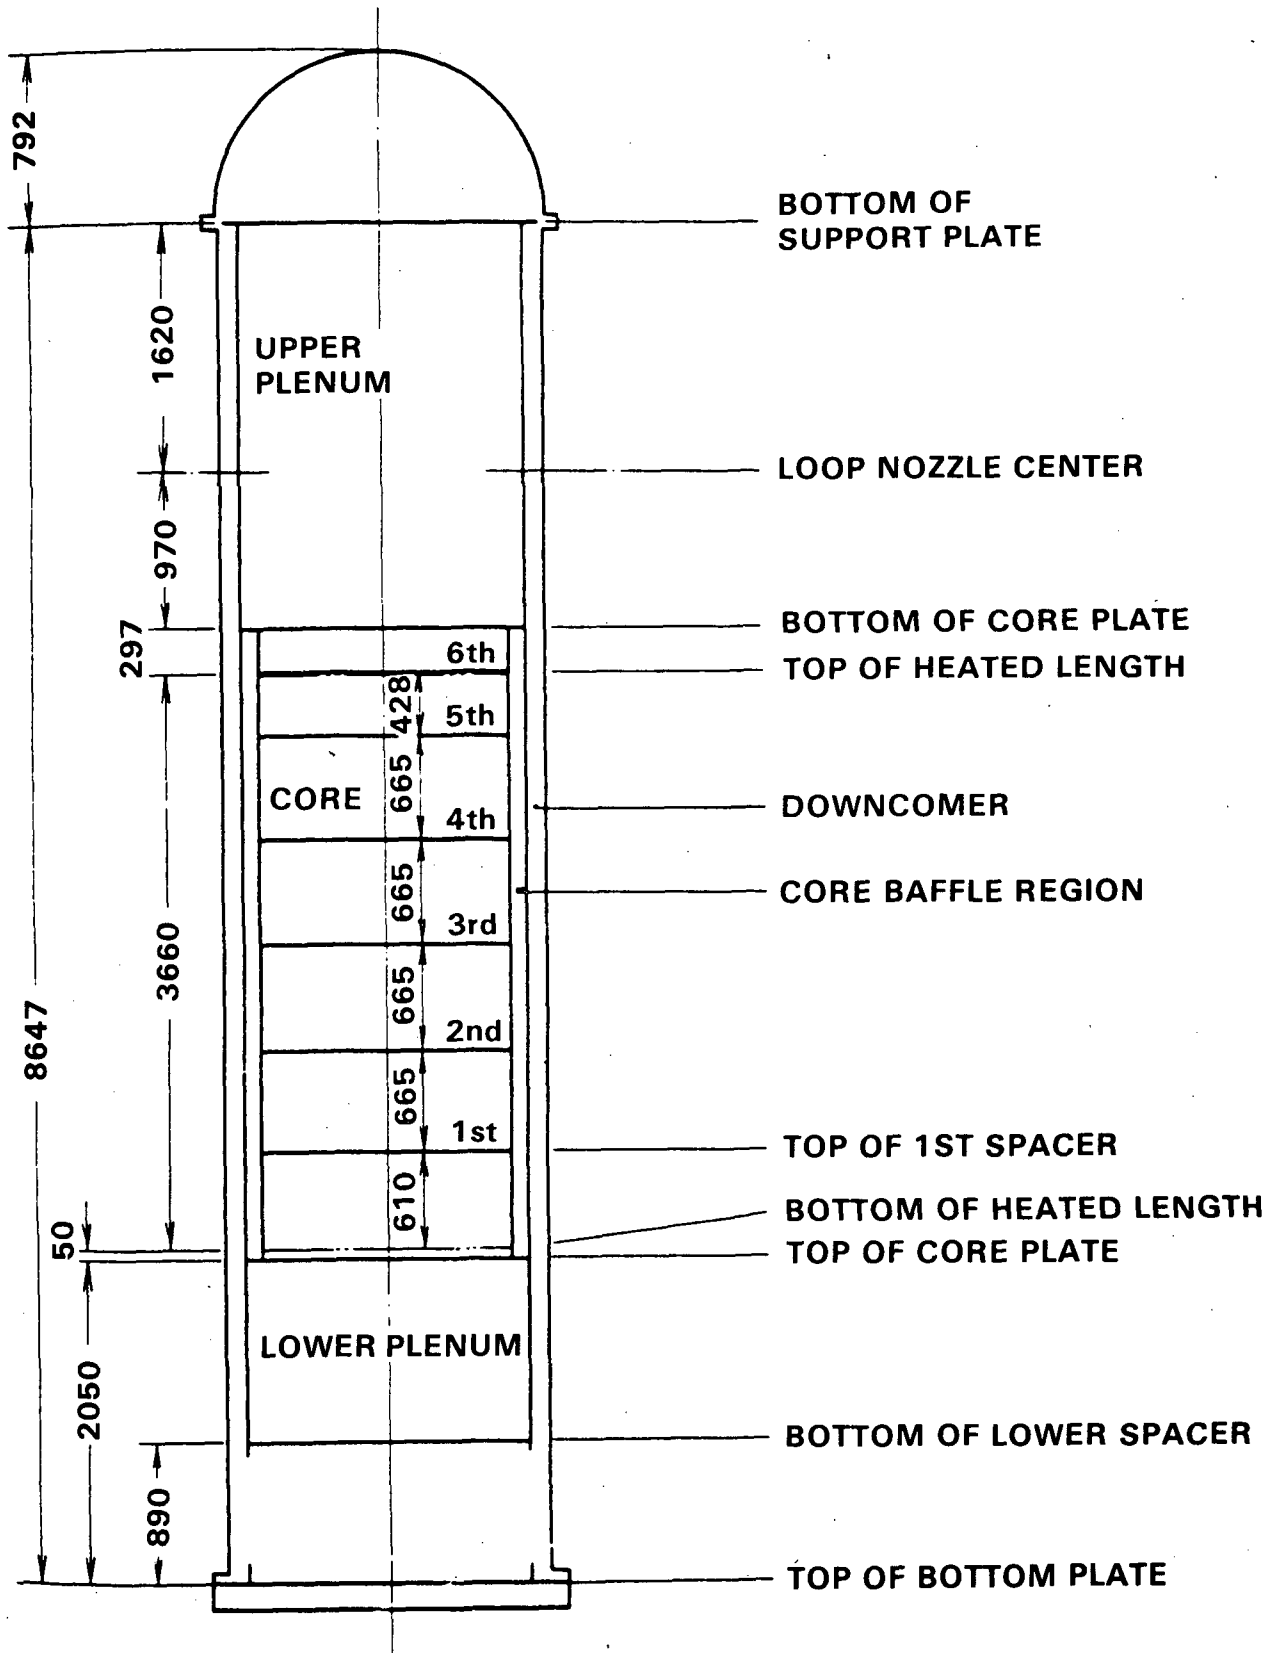 792
BOTTOM OF
SUPPORT PLATE
1620
UPPER
PLENUM
LOOP NOZZLE CENTER
970
BOTTOM OF CORE PLATE
297
6th
TOP OF HEATED LENGTH
428
5th
665
CORE
4th
DOWNCOMER
665
3rd
CORE BAFFLE REGION
3660
665
2nd
8647
665
1st
TOP OF 1ST SPACER
610
BOTTOM OF HEATED LENGTH
50
TOP OF CORE PLATE
LOWER PLENUM
2050
BOTTOM OF LOWER SPACER
890
TOP OF BOTTOM PLATE